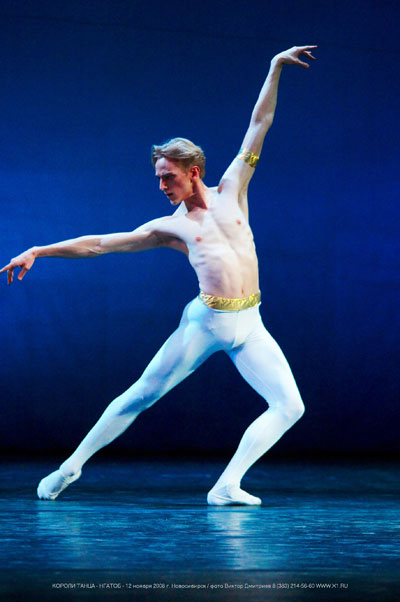 КОРОЛИ ТАНЦА - НГАТОБ - 12 ноября 2008 г. Новосибирск / фото Виктор Дмитриев 8 (383) 214-56-60 WWW.X1.RU